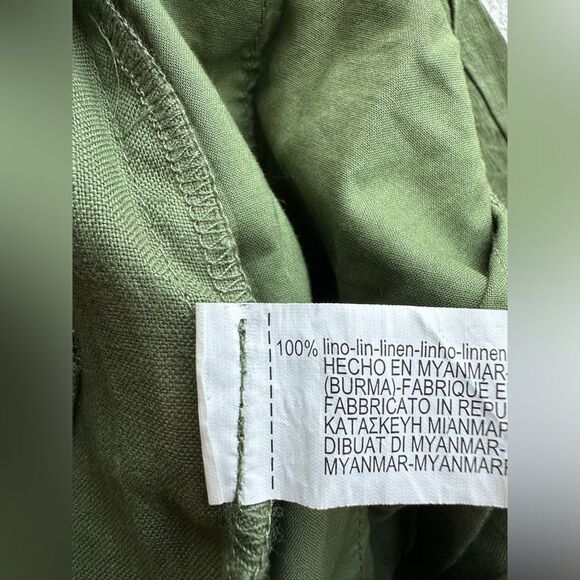 100% lino-lin-linen-linho-linnen
HECHO EN MYANMAR-
(BURMA)-FABRIQUÉ E
FABBRICATO IN REPU
ΚΑΤΑΣΚΕΥΗ ΜΙΑΝΜΑΡ
DIBUAT DI MYANMAR-
MYANMAR-MYANMARF